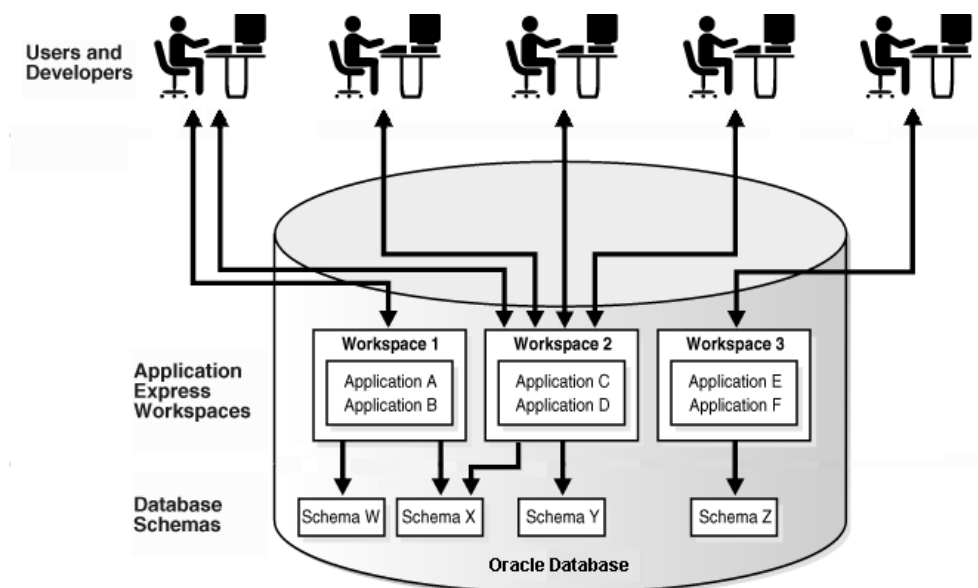 Users and
Developers
Application
Express
Workspaces
Workspace 1
Application A
Application B
Workspace 2
Application C
Application D
Workspace 3
Application E
Application F
Database
Schemas
Schema W
Schema X
Schema Y
Schema Z
Oracle Database